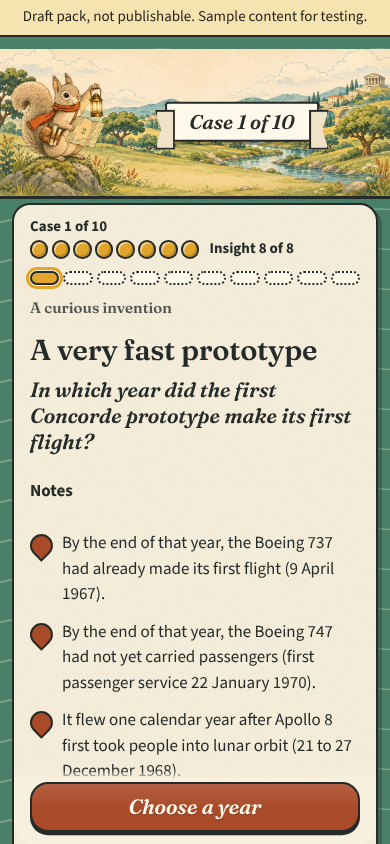 Draft pack, not publishable. Sample content for testing.
Case 1 of 10
Case 1 of 10
Insight 8 of 8
A curious invention
A very fast prototype
In which year did the first
Concorde prototype make its first
flight?
Notes
By the end of that year, the Boeing 737
had already made its first flight (9 April
1967).
By the end of that year, the Boeing 747
had not yet carried passengers (first
passenger service 22 January 1970).
It flew one calendar year after Apollo 8
first took people into lunar orbit (21 to 27
December 1968).
Choose a year